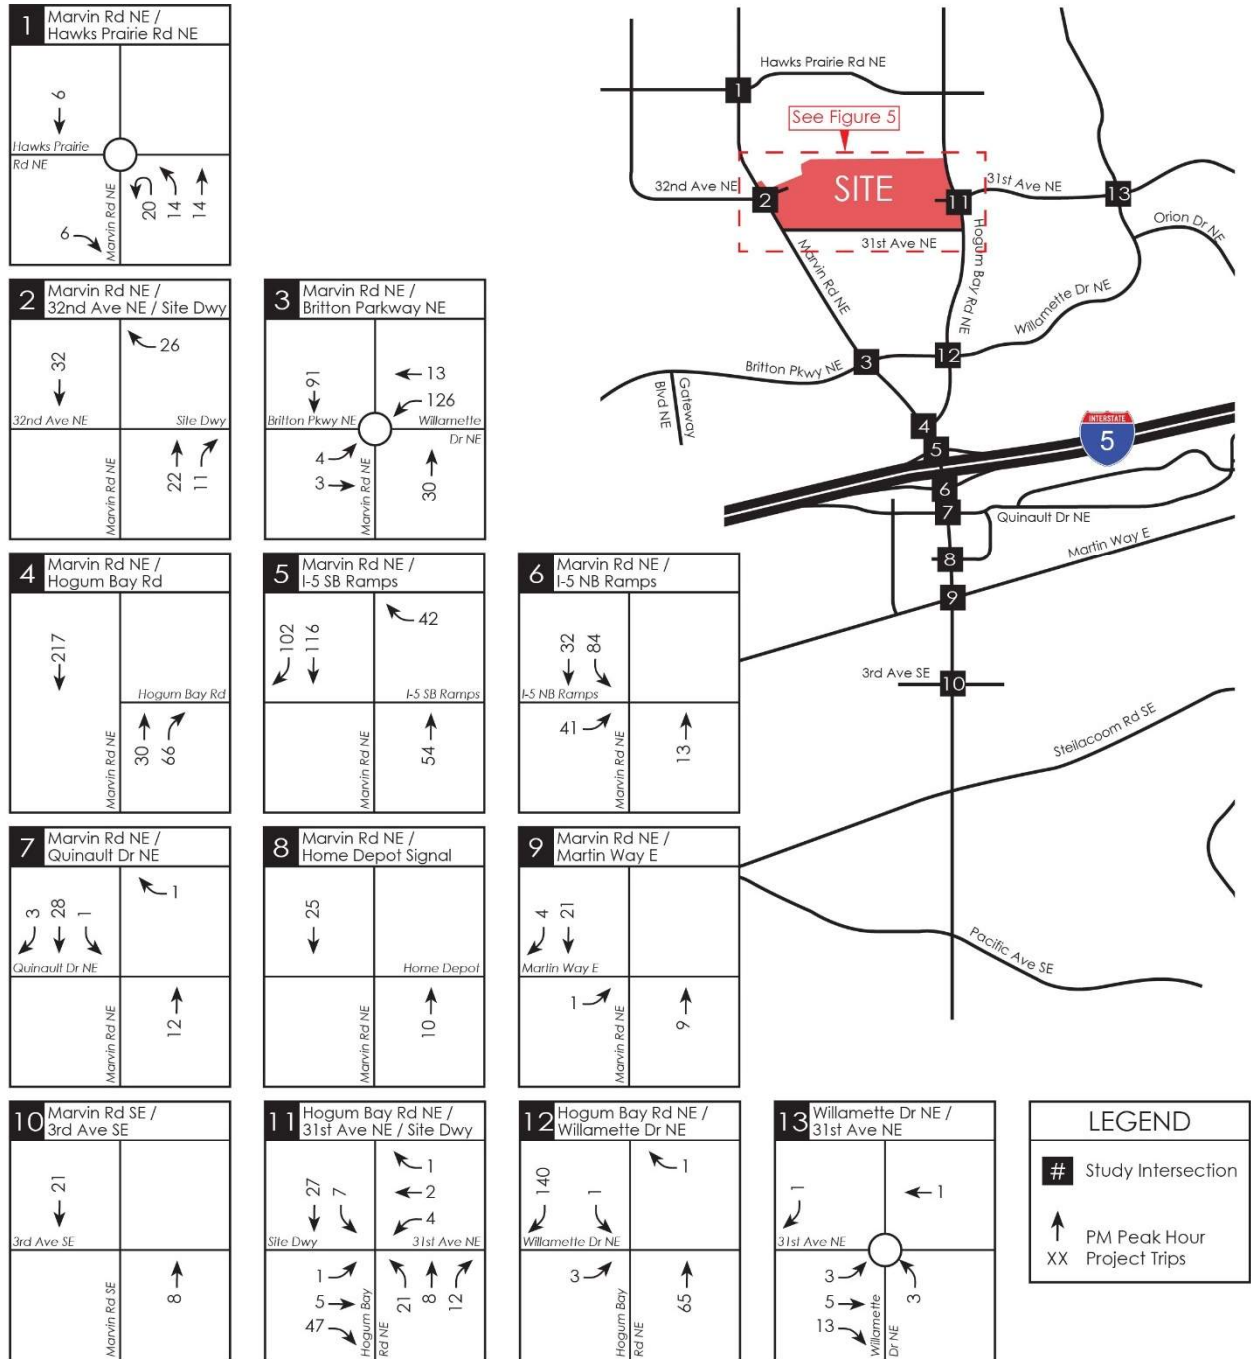 1 Marvin Rd NE /
Hawks Prairie Rd NE
6
Hawks Prairie
Rd NE
Marvin Rd NE
20 14 14
6
2 Marvin Rd NE /
32nd Ave NE / Site Dwy
26
32
32nd Ave NE
Site Dwy
Marvin Rd NE
22 11
3 Marvin Rd NE /
Britton Parkway NE
91
13
126
Britton Pkwy NE
Willamette
Dr NE
4
3
Marvin Rd NE
30
4 Marvin Rd NE /
Hogum Bay Rd
217
Hogum Bay Rd
Marvin Rd NE
30 66
5 Marvin Rd NE /
I-5 SB Ramps
102 116
42
I-5 SB Ramps
Marvin Rd NE
54
6 Marvin Rd NE /
I-5 NB Ramps
32 84
I-5 NB Ramps
41
Marvin Rd NE
13
7 Marvin Rd NE /
Quinault Dr NE
1
3 28 1
Quinault Dr NE
Marvin Rd NE
12
8 Marvin Rd NE /
Home Depot Signal
25
Home Depot
Marvin Rd NE
10
9 Marvin Rd NE /
Martin Way E
4 21
Martin Way E
1
Marvin Rd NE
9
10 Marvin Rd SE /
3rd Ave SE
21
3rd Ave SE
Marvin Rd SE
8
11 Hogum Bay Rd NE /
31st Ave NE / Site Dwy
27 7
1
2
4
Site Dwy
31st Ave NE
1
5
47
Hogum Bay
Rd NE
21 8 12
12 Hogum Bay Rd NE /
Willamette Dr NE
140 1
1
Willamette Dr NE
3
Hogum Bay
Rd NE
65
13 Willamette Dr NE /
31st Ave NE
1
1
31st Ave NE
3
5
13
Willamette
Dr NE
3
Hawks Prairie Rd NE
1
See Figure 5
32nd Ave NE
2
SITE
11
31st Ave NE
13
31st Ave NE
Orion Dr NE
Marvin Rd NE
Hogum Bay Rd NE
Willamette Dr NE
Britton Pkwy NE
3
12
Gateway
Blvd NE
4
5
INTERSTATE
5
6
7
Quinault Dr NE
8
Martin Way E
9
3rd Ave SE
10
Steilacoom Rd SE
Pacific Ave SE
LEGEND
# Study Intersection
XX
PM Peak Hour
Project Trips